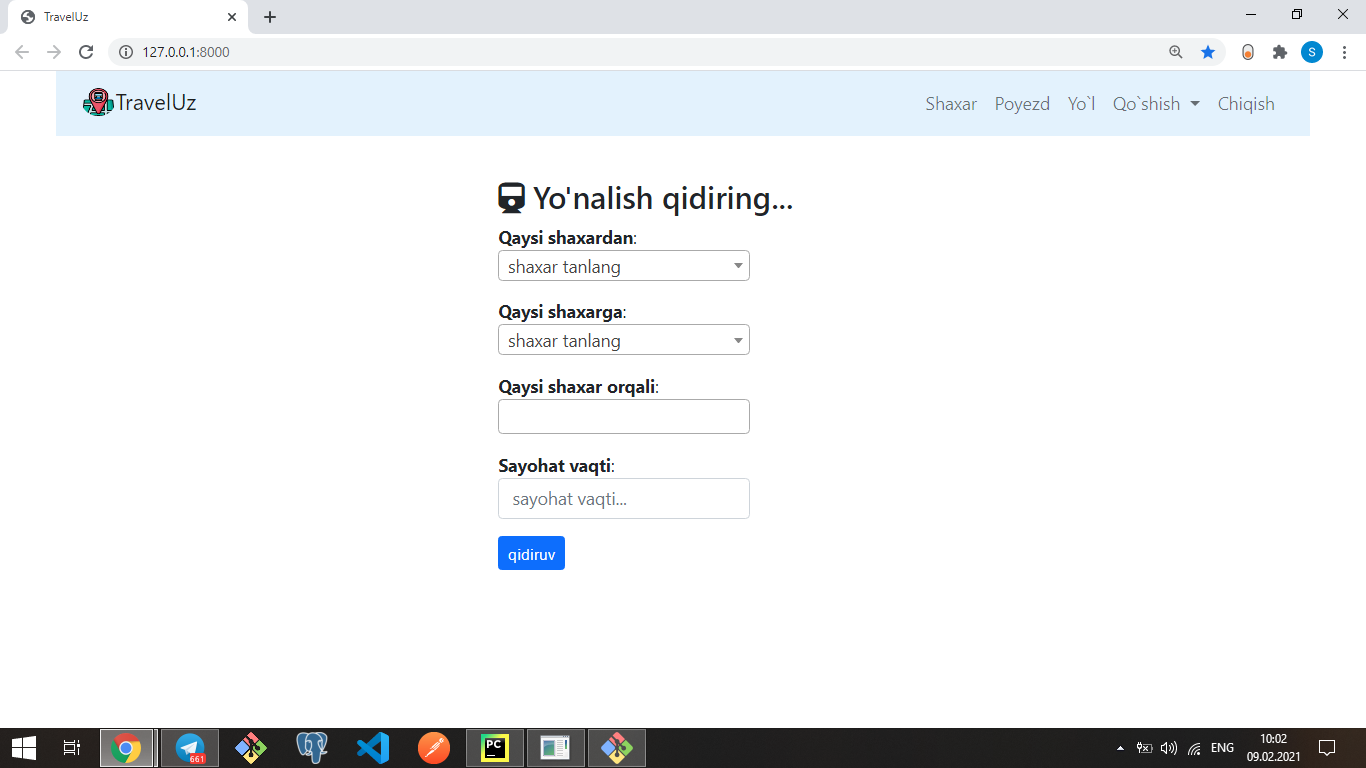 TravelUz
127.0.0.1:8000
S
TravelUz
Shaxar Poyezd Yo`l Qo`shish Chiqish
Yo'nalish qidiring...
Qaysi shaxardan:
shaxar tanlang
Qaysi shaxarga:
shaxar tanlang
Qaysi shaxar orqali:
Sayohat vaqti:
sayohat vaqti...
qidiruv
661
PC
ENG
10:02
09.02.2021